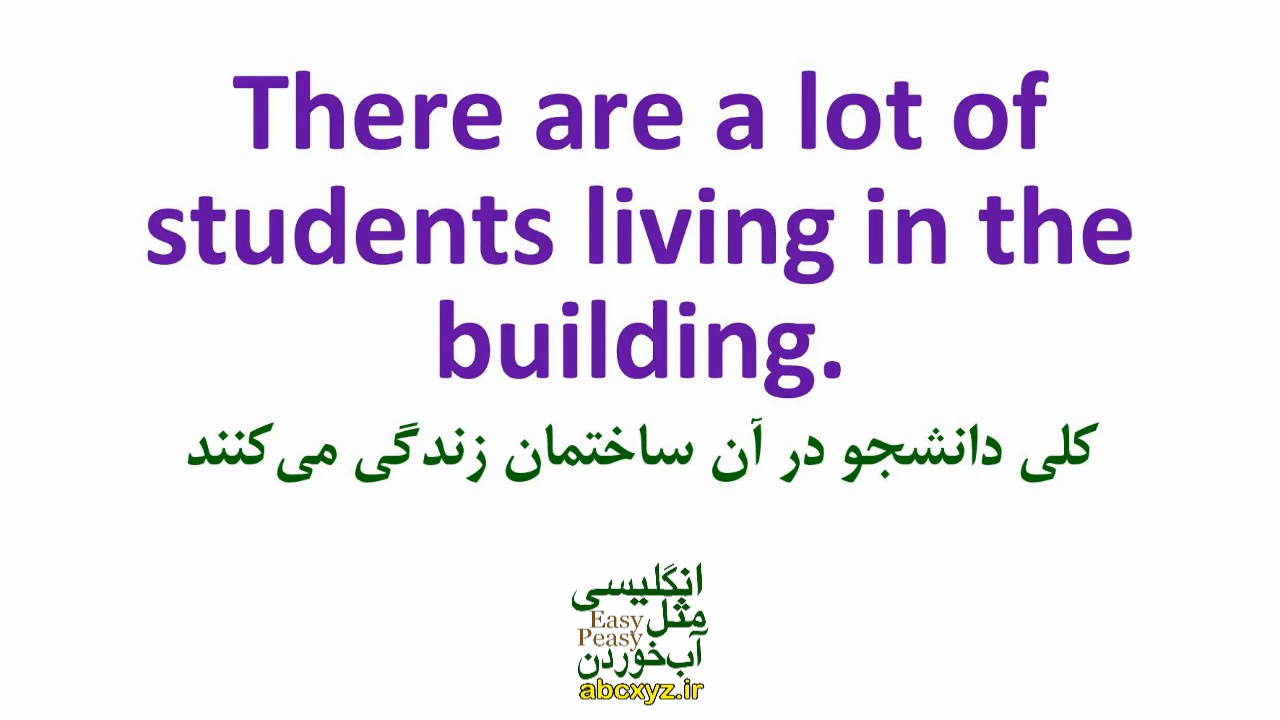 There are a lot of
students living in the
building.
کلی دانشجو در آن ساختمان زندگی می‌کنند
انگلیسی
مثل
Easy
Peasy
آب‌خوردن
abcxyz.ir